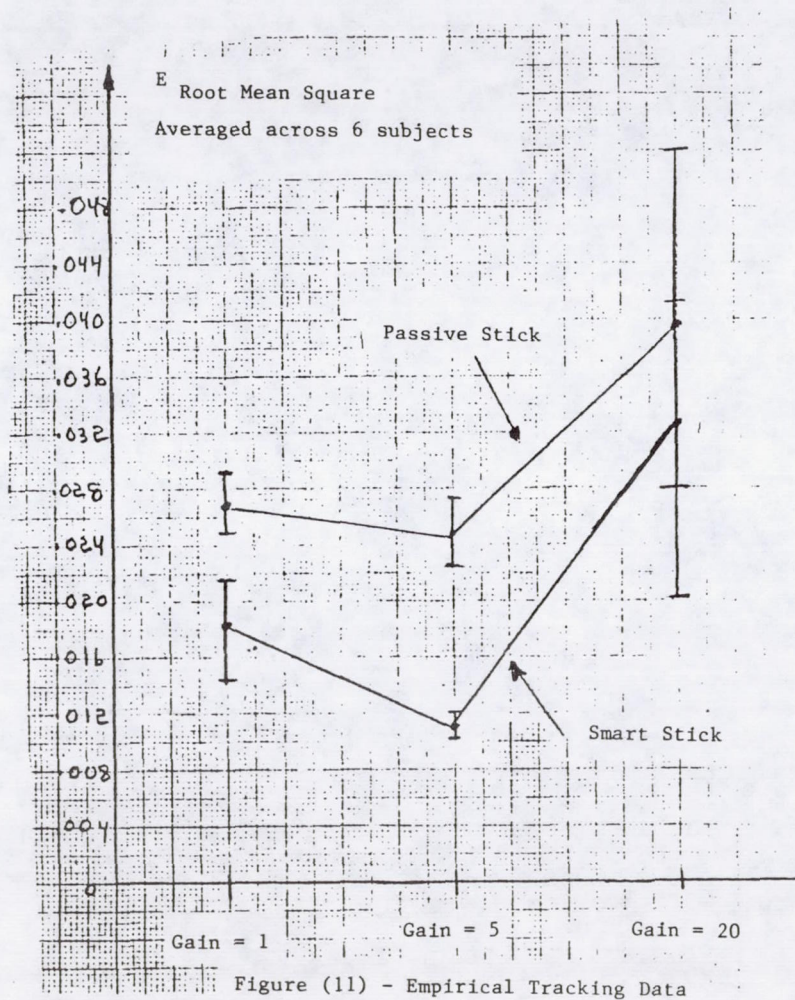 E Root Mean Square
Averaged across 6 subjects
.048
.044
.040
.036
.032
.028
.024
.020
.016
.012
.008
.004
0
Passive Stick
Smart Stick
Gain = 1
Gain = 5
Gain = 20
Figure (11) - Empirical Tracking Data